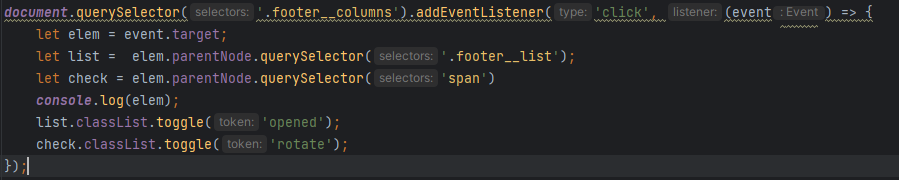 document.querySelector( selectors: '.footer__columns').addEventListener( type: 'click', listener: (event :Event ) => {
    let elem = event.target;
    let list =  elem.parentNode.querySelector( selectors: '.footer__list');
    let check = elem.parentNode.querySelector( selectors: 'span')
    console.log(elem);
    list.classList.toggle( token: 'opened');
    check.classList.toggle( token: 'rotate');
});